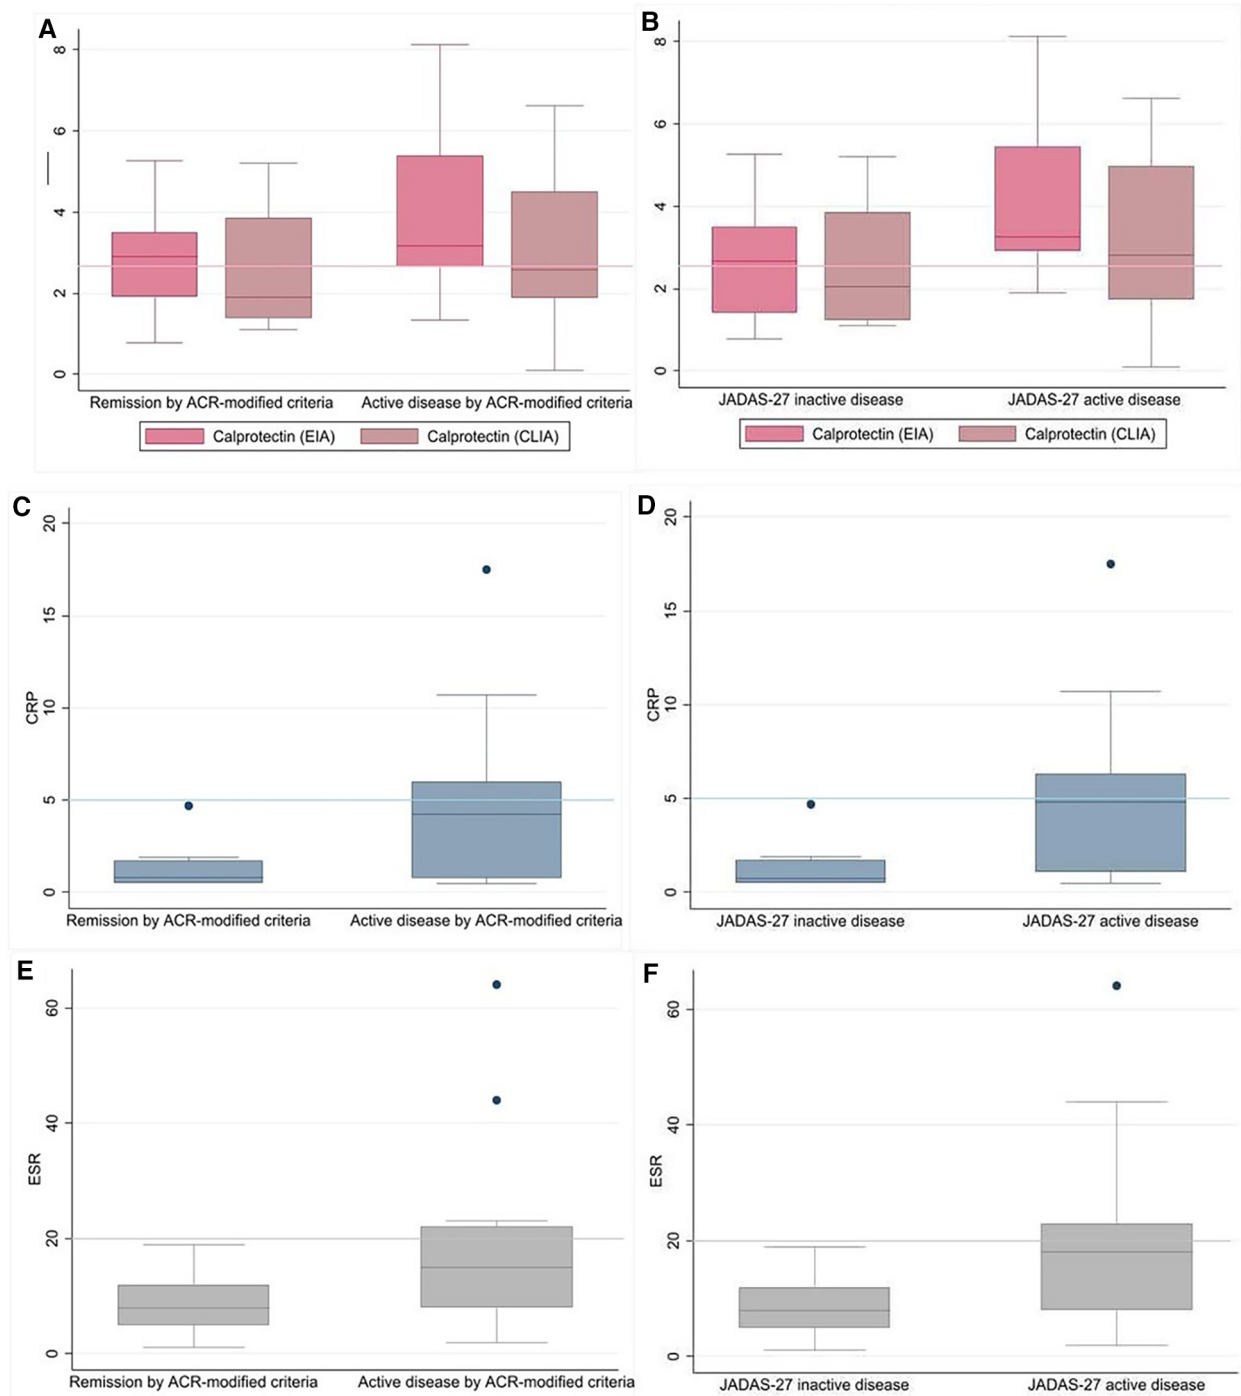 A
8
6
4
2
0
Remission by ACR-modified criteria Active disease by ACR-modified criteria
Calprotectin (EIA) Calprotectin (CLIA)
B
8
6
4
2
0
JADAS-27 inactive disease JADAS-27 active disease
Calprotectin (EIA) Calprotectin (CLIA)
C
20
15
10
5
0
CRP
Remission by ACR-modified criteria Active disease by ACR-modified criteria
D
20
15
10
5
0
CRP
JADAS-27 inactive disease JADAS-27 active disease
E
60
40
20
0
ESR
Remission by ACR-modified criteria Active disease by ACR-modified criteria
F
60
40
20
0
ESR
JADAS-27 inactive disease JADAS-27 active disease